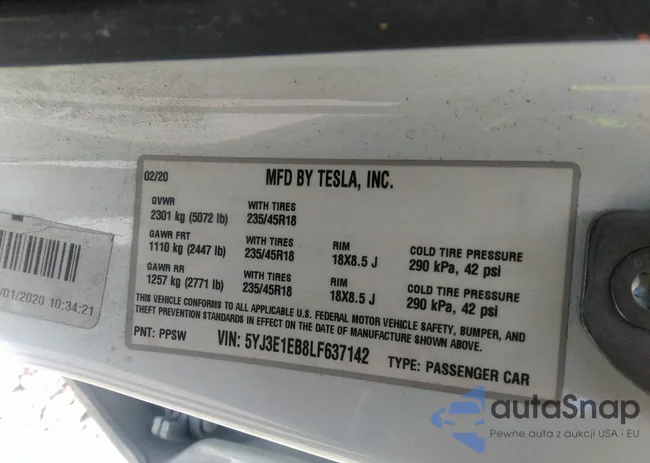 02/20 MFD BY TESLA, INC.
GVWR WITH TIRES
2301 kg (5072 lb) 235/45R18
GAWR FRT WITH TIRES RIM COLD TIRE PRESSURE
1110 kg (2447 lb) 235/45R18 18X8.5 J 290 kPa, 42 psi
GAWR RR WITH TIRES RIM COLD TIRE PRESSURE
1257 kg (2771 lb) 235/45R18 18X8.5 J 290 kPa, 42 psi
THIS VEHICLE CONFORMS TO ALL APPLICABLE U.S. FEDERAL MOTOR VEHICLE SAFETY, BUMPER, AND
THEFT PREVENTION STANDARDS IN EFFECT ON THE DATE OF MANUFACTURE SHOWN ABOVE.
PNT: PPSW VIN: 5YJ3E1EB8LF637142 TYPE: PASSENGER CAR
/01/2020 10:34:21
autaSnap
Pewne auta z aukcji USA i EU